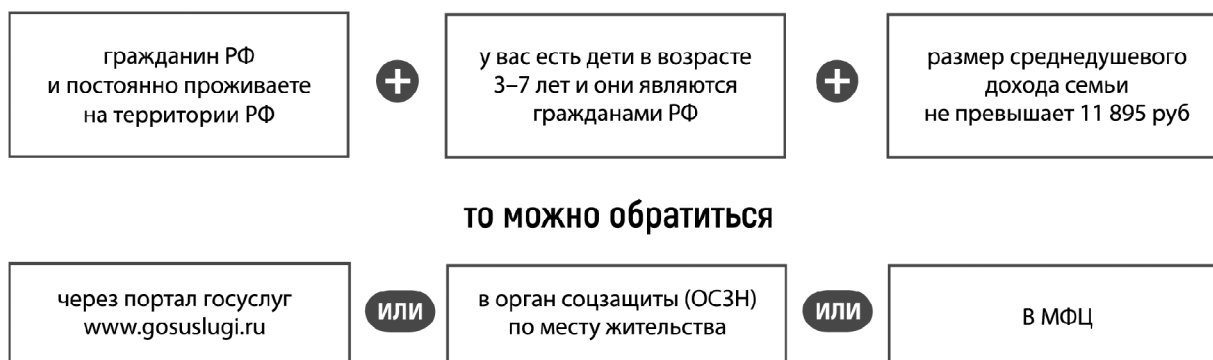 гражданин РФ
и постоянно проживаете
на территории РФ
+
у вас есть дети в возрасте
3–7 лет и они являются
гражданами РФ
+
размер среднедушевого
дохода семьи
не превышает 11 895 руб
то можно обратиться
через портал госуслуг
www.gosuslugi.ru
или
в орган соцзащиты (ОСЗН)
по месту жительства
или
В МФЦ